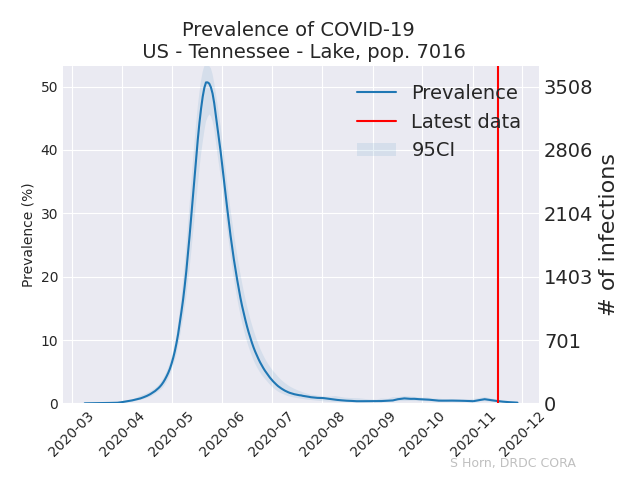 Prevalence of COVID-19
US - Tennessee - Lake, pop. 7016
Prevalence
Latest data
95CI
Prevalence (%)
50
40
30
20
10
0
3508
2806
2104
1403
701
0
# of infections
2020-03
2020-04
2020-05
2020-06
2020-07
2020-08
2020-09
2020-10
2020-11
2020-12
S Horn, DRDC CORA